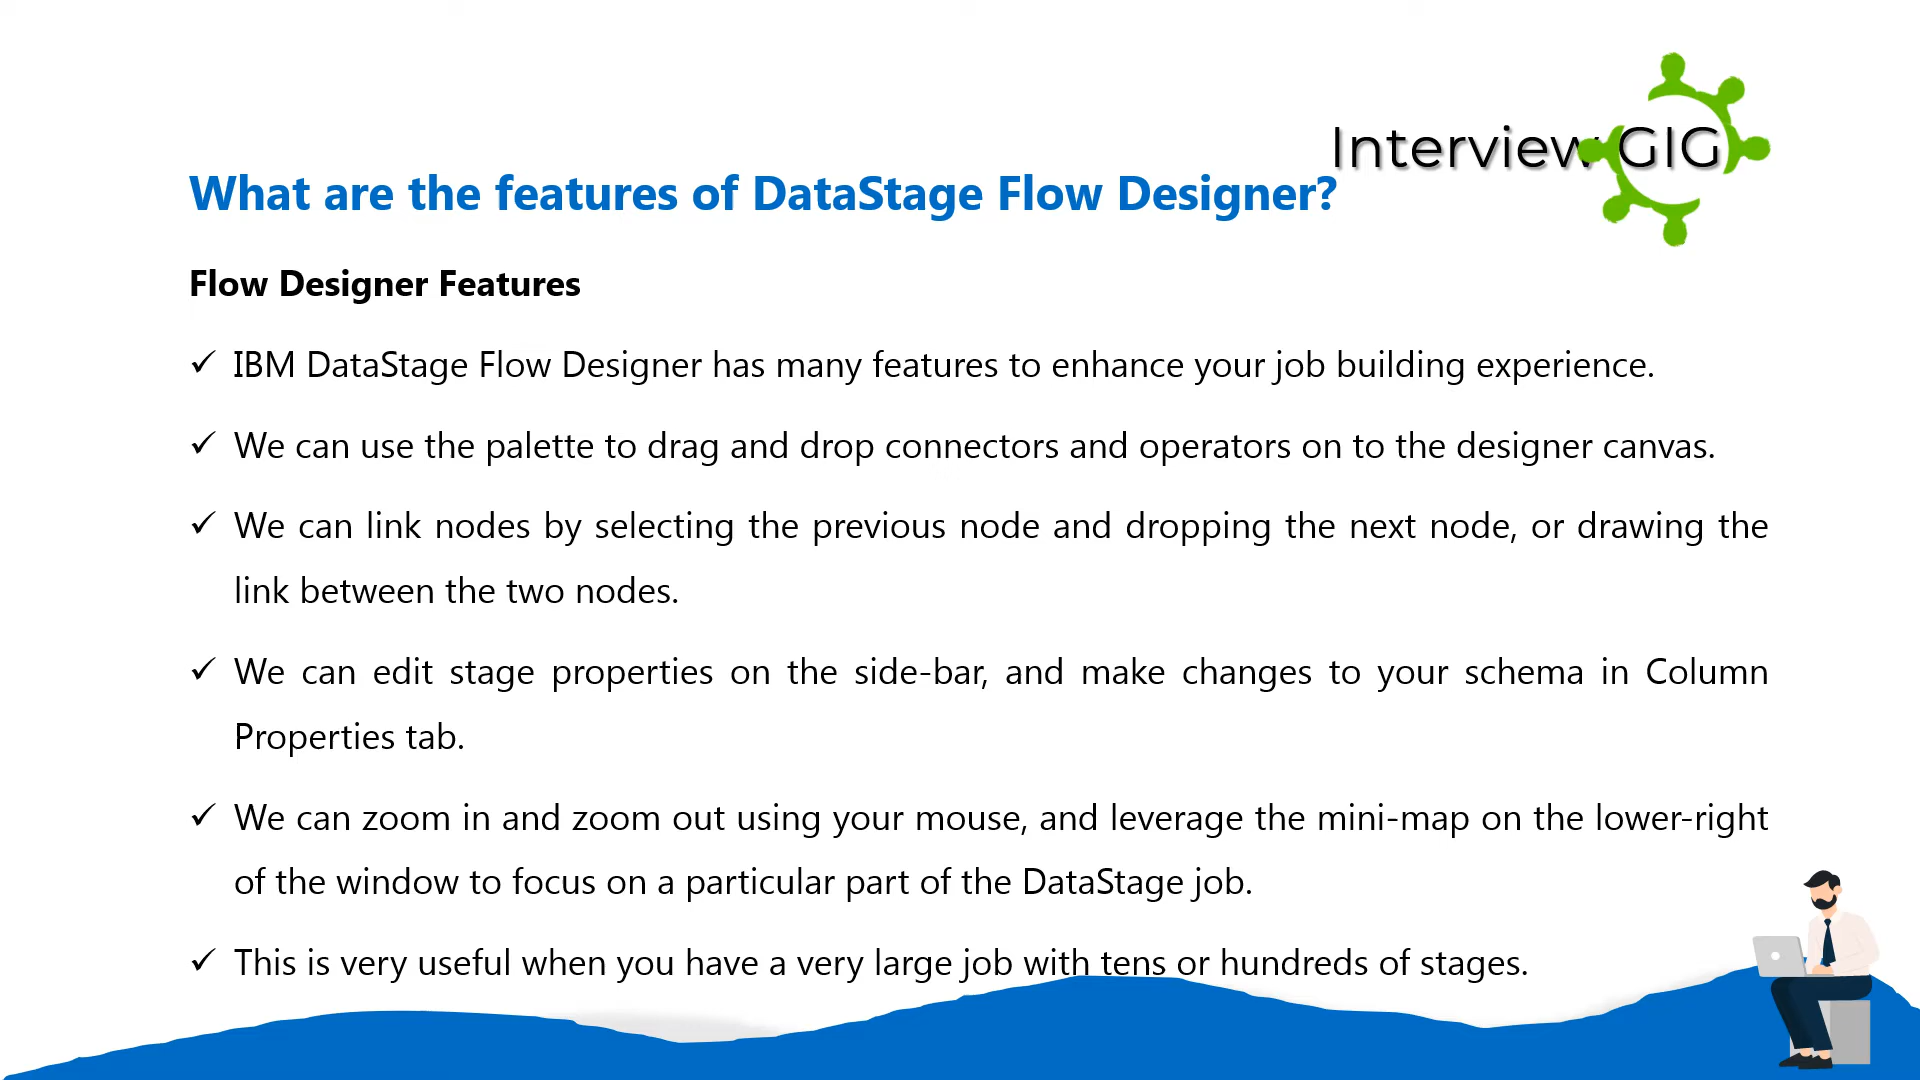 Interview GIG
What are the features of DataStage Flow Designer?
Flow Designer Features
✓ IBM DataStage Flow Designer has many features to enhance your job building experience.
✓ We can use the palette to drag and drop connectors and operators on to the designer canvas.
✓ We can link nodes by selecting the previous node and dropping the next node, or drawing the
link between the two nodes.
✓ We can edit stage properties on the side-bar, and make changes to your schema in Column
Properties tab.
✓ We can zoom in and zoom out using your mouse, and leverage the mini-map on the lower-right
of the window to focus on a particular part of the DataStage job.
✓ This is very useful when you have a very large job with tens or hundreds of stages.